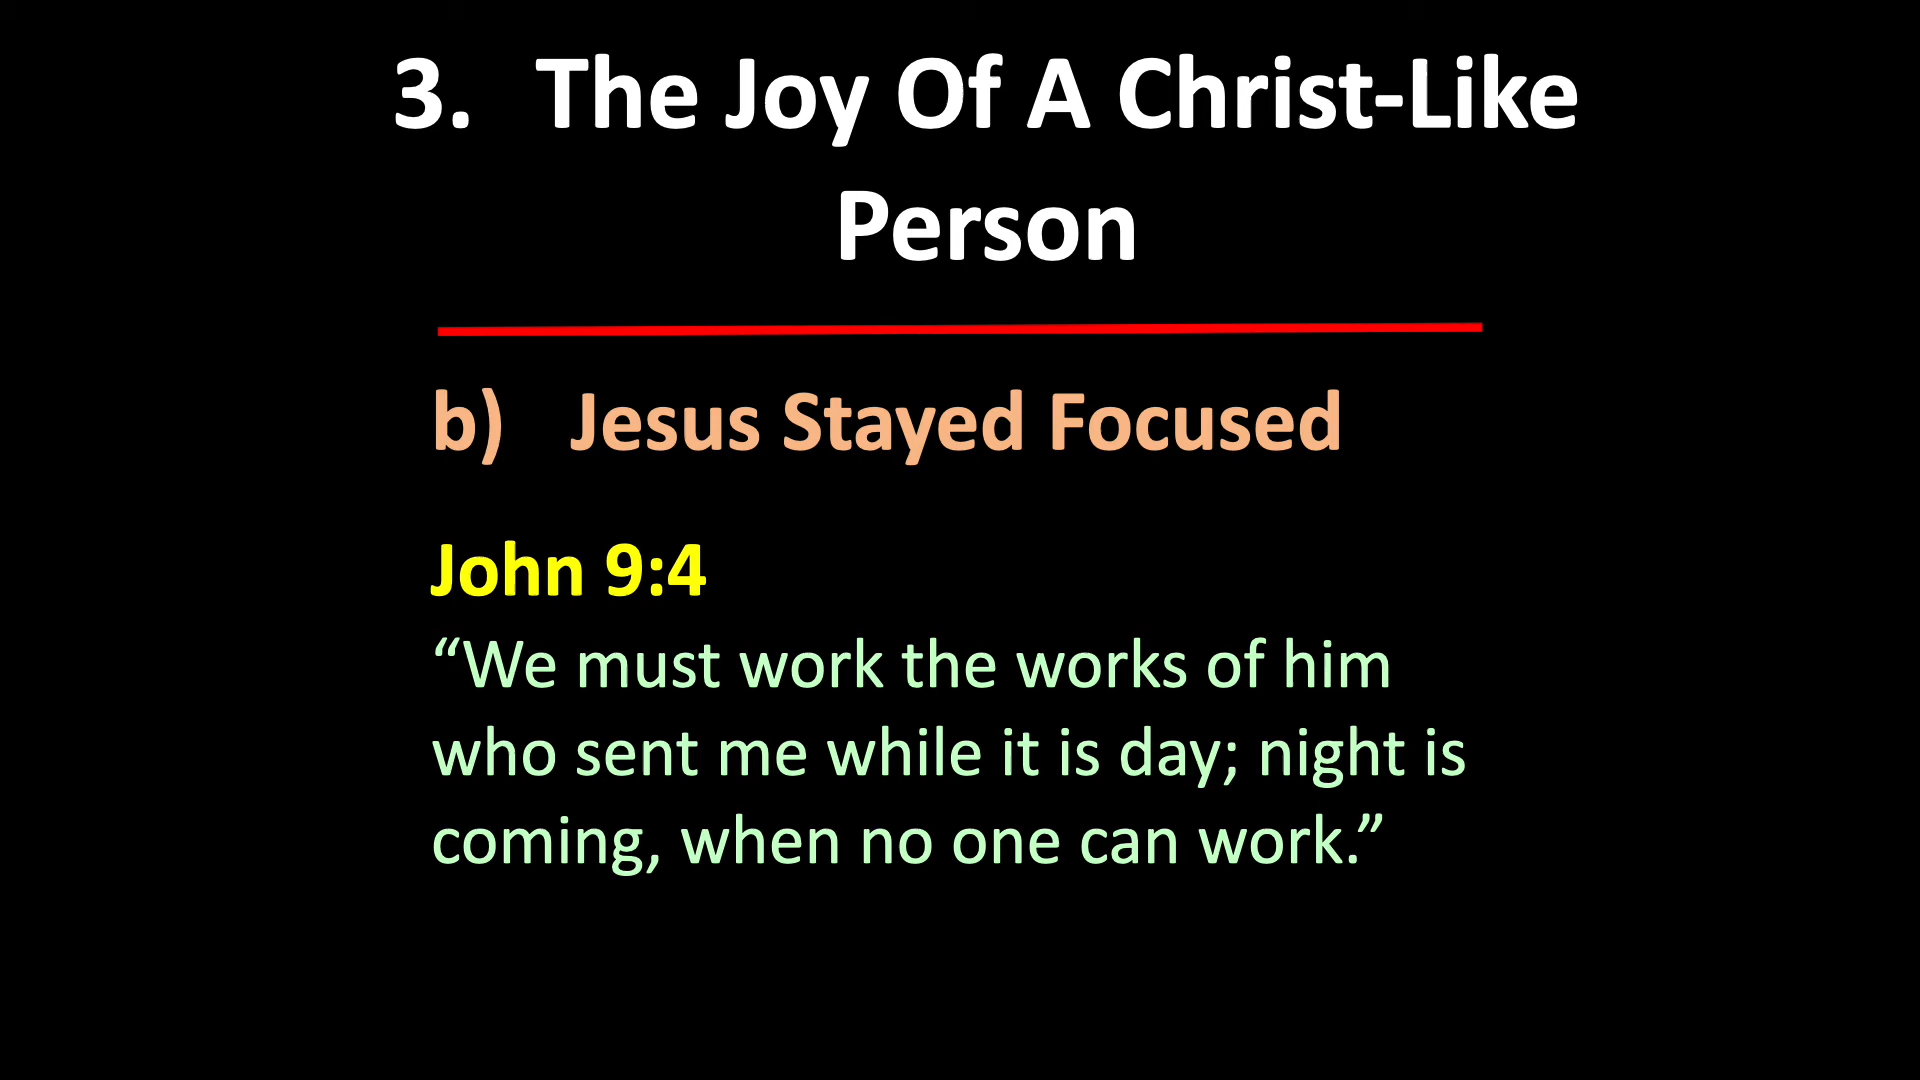 3. The Joy Of A Christ-Like
Person
b) Jesus Stayed Focused
John 9:4
“We must work the works of him
who sent me while it is day; night is
coming, when no one can work.”